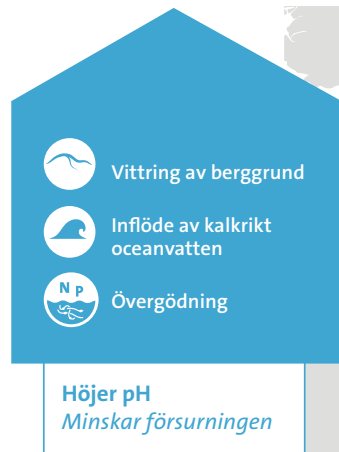 Vittring av berggrund
Inflöde av kalkrikt
oceanvatten
N P
Övergödning
Höjer pH
Minskar försurningen